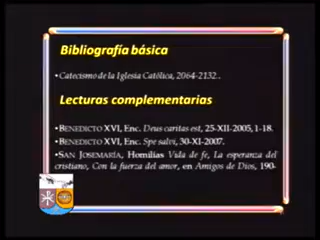 Bibliografía básica
• Catecismo de la Iglesia Católica, 2064-2132..
Lecturas complementarias
• BENEDICTO XVI, Enc. Deus caritas est, 25-XII-2005, 1-18.
• BENEDICTO XVI, Enc. Spe salvi, 30-XI-2007.
• SAN JOSEMARÍA, Homilías Vida de fe, La esperanza del
cristiano, Con la fuerza del amor, en Amigos de Dios, 190-